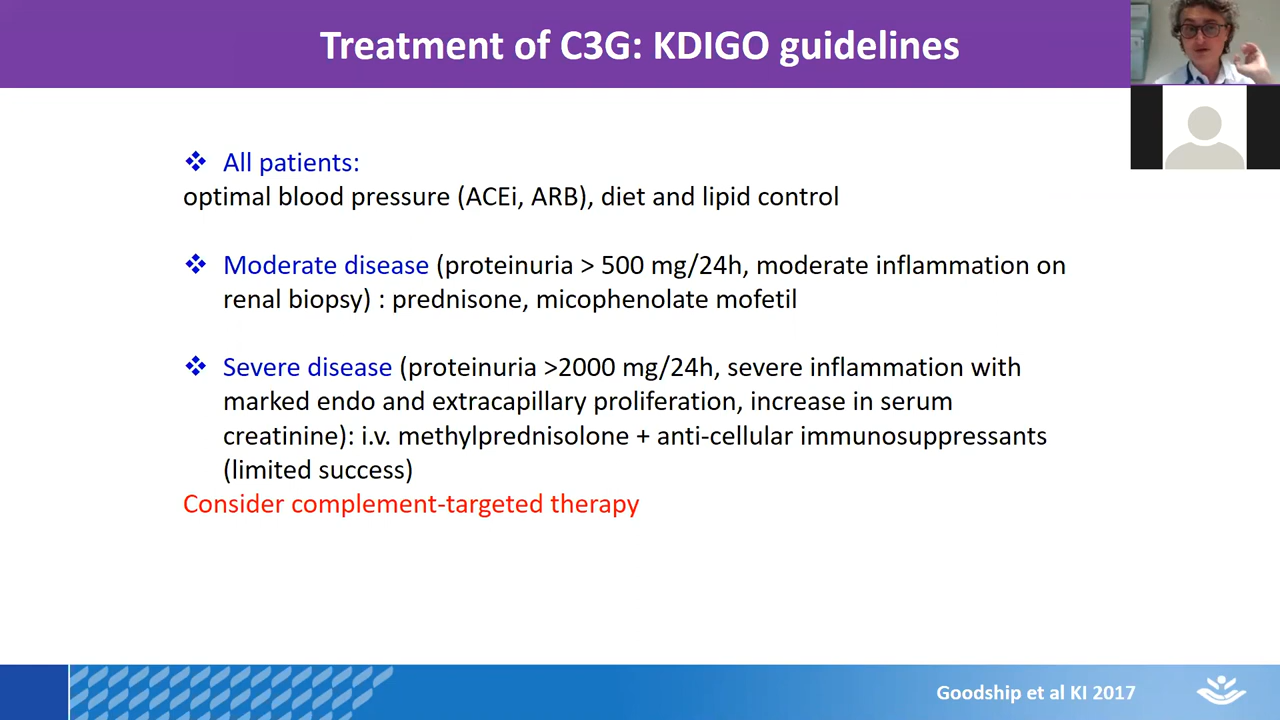 Treatment of C3G: KDIGO guidelines
❖ All patients:
optimal blood pressure (ACEi, ARB), diet and lipid control
❖ Moderate disease (proteinuria > 500 mg/24h, moderate inflammation on
renal biopsy) : prednisone, micophenolate mofetil
❖ Severe disease (proteinuria >2000 mg/24h, severe inflammation with
marked endo and extracapillary proliferation, increase in serum
creatinine): i.v. methylprednisolone + anti-cellular immunosuppressants
(limited success)
Consider complement-targeted therapy
Goodship et al KI 2017